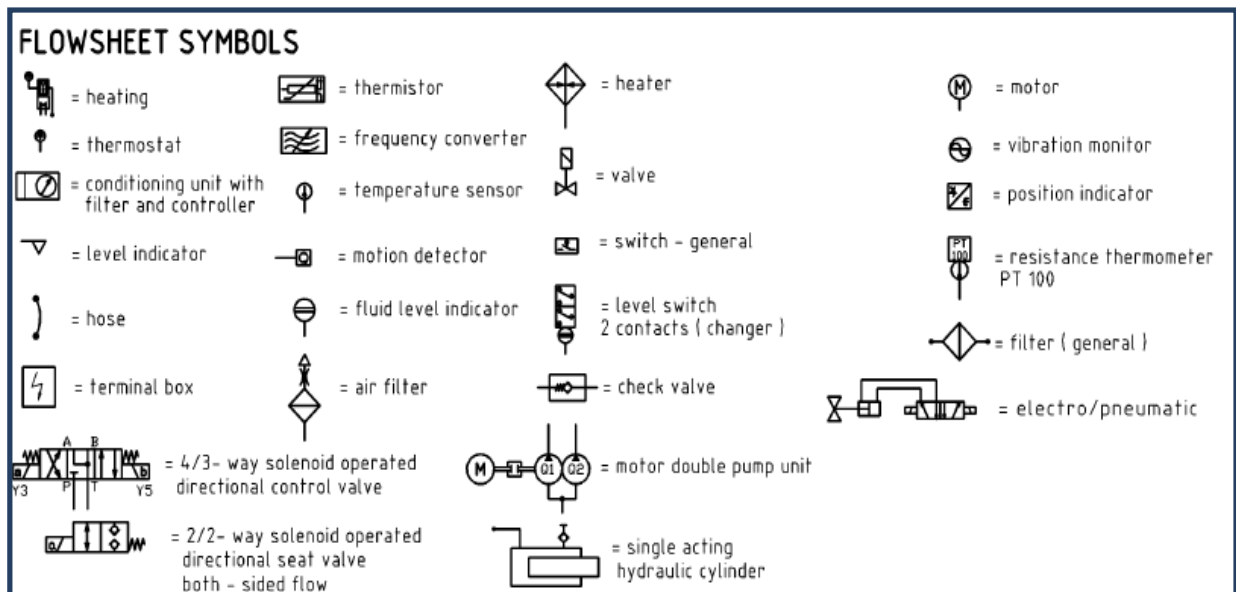 FLOWSHEET SYMBOLS
= heating
= thermostat
= conditioning unit with
filter and controller
= level indicator
= hose
= terminal box
A B
a b
Y3 P T Y5
= 4/3- way solenoid operated
directional control valve
a
= 2/2- way solenoid operated
directional seat valve
both - sided flow
= thermistor
= frequency converter
= temperature sensor
= motion detector
= fluid level indicator
= air filter
= heater
= valve
= switch - general
= level switch
2 contacts ( changer )
= check valve
M Q1 Q2 = motor double pump unit
= single acting
hydraulic cylinder
M = motor
= vibration monitor
= position indicator
PT
100
= resistance thermometer
PT 100
= filter ( general )
= electro/pneumatic